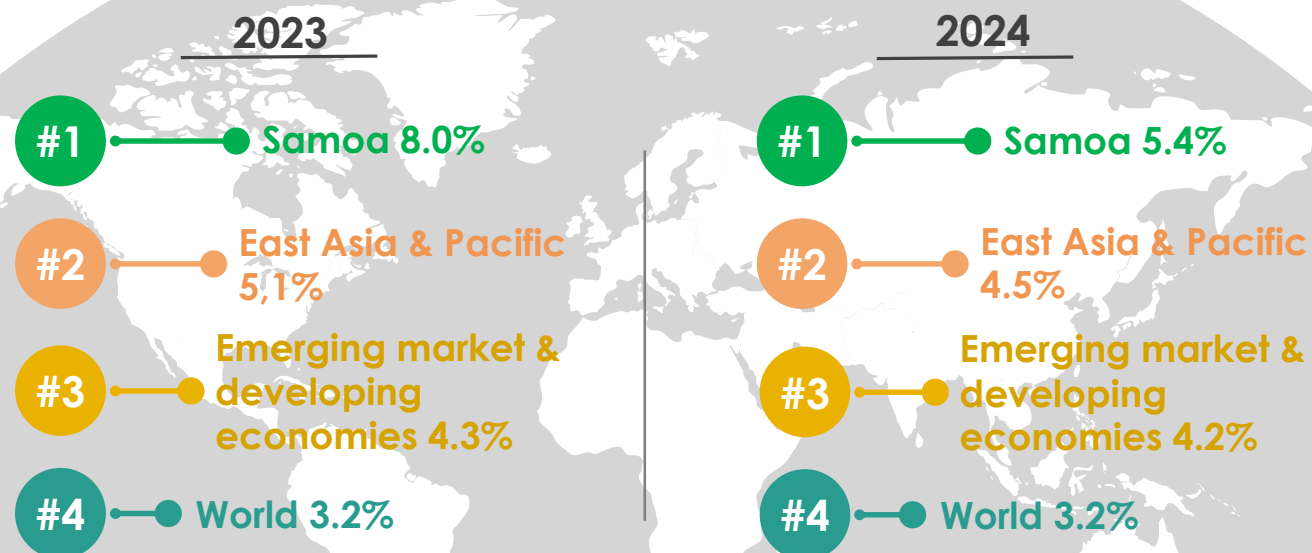 2023
#1
Samoa 8.0%
#2
East Asia & Pacific
5,1%
#3
Emerging market &
developing
economies 4.3%
#4
World 3.2%
2024
#1
Samoa 5.4%
#2
East Asia & Pacific
4.5%
#3
Emerging market &
developing
economies 4.2%
#4
World 3.2%